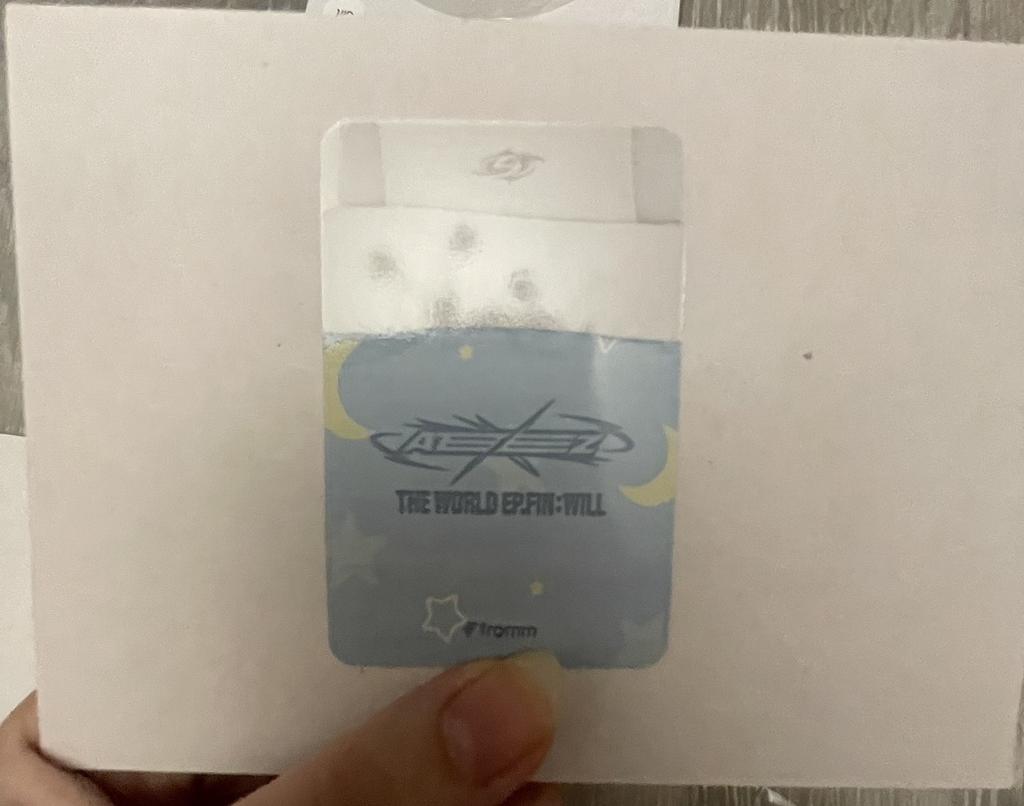 ATEEZ
THE WORLD EP.FIN:WILL
fromm